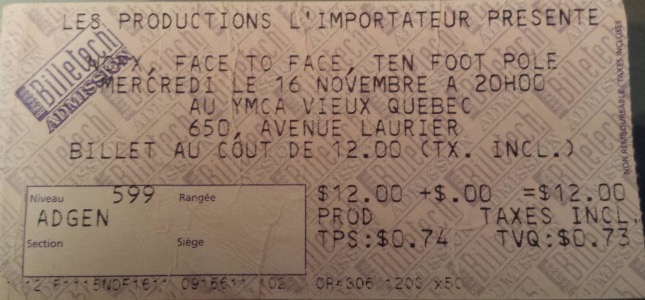 LES PRODUCTIONS L'IMPORTATEUR PRESENTE
NOFX, FACE TO FACE, TEN FOOT POLE
Billetech
ADMISSION
MERCREDI LE 16 NOVEMBRE A 20H00
AU YMCA VIEUX QUEBEC
650, AVENUE LAURIER
BILLET AU COUT DE 12.00 (TX. INCL.)
NON REMBOURSABLE/TAXES INCLUSES
Niveau 599 Rangée
ADGEN
Section Siège
$12.00 +$.00 =$12.00
PROD TAXES INCL.
TPS:$0.74 TVQ:$0.73
0915611 02